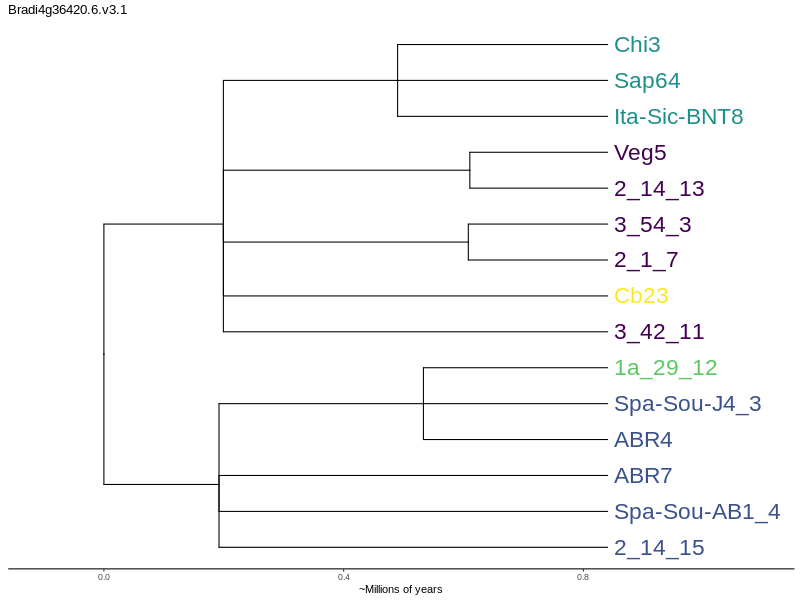 Bradi4g36420.6.v3.1
Chi3
Sap64
Ita-Sic-BNT8
Veg5
2_14_13
3_54_3
2_1_7
Cb23
3_42_11
1a_29_12
Spa-Sou-J4_3
ABR4
ABR7
Spa-Sou-AB1_4
2_14_15
0.0 0.4 0.8
~Millions of years